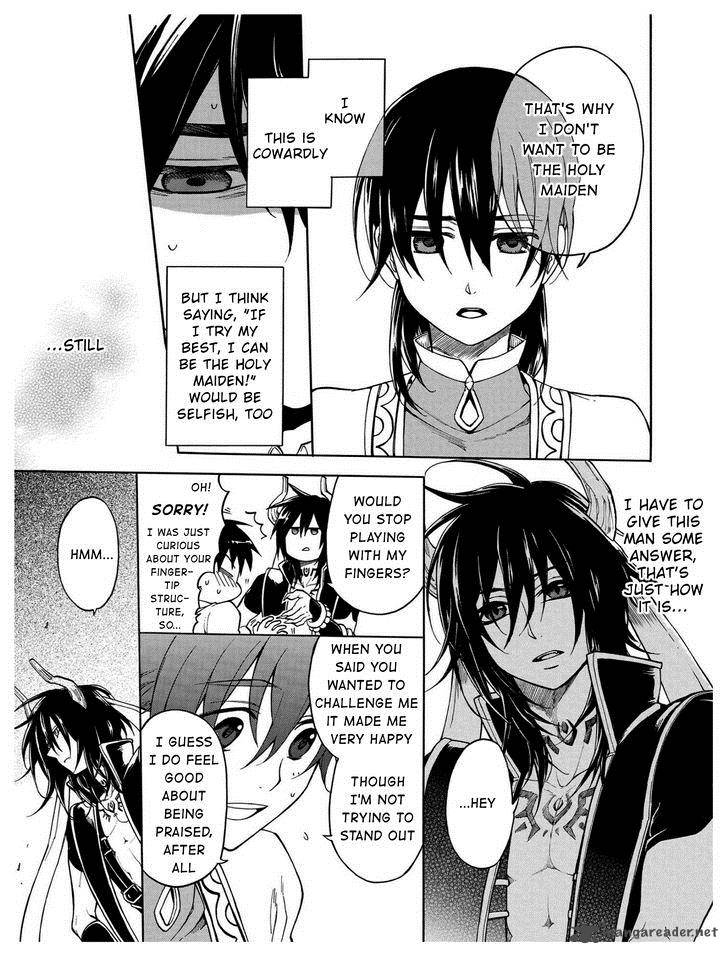 THAT'S WHY
I DON'T
WANT TO BE
THE HOLY
MAIDEN
I
KNOW
THIS IS
COWARDLY
BUT I THINK
SAYING, "IF
I TRY MY
BEST, I CAN
BE THE HOLY
MAIDEN!"
WOULD BE
SELFISH, TOO
...STILL
I HAVE TO
GIVE THIS
MAN SOME
ANSWER,
THAT'S
JUST HOW
IT IS...
...HEY
WOULD
YOU STOP
PLAYING
WITH MY
FINGERS?
OH!
SORRY!
I WAS JUST
CURIOUS
ABOUT YOUR
FINGER-
TIP
STRUC-
TURE,
SO...
WHEN YOU
SAID YOU
WANTED TO
CHALLENGE ME
IT MADE ME
VERY HAPPY
THOUGH
I'M NOT
TRYING TO
STAND OUT
I GUESS
I DO FEEL
GOOD
ABOUT
BEING
PRAISED,
AFTER
ALL
HMM...
mangareader.net